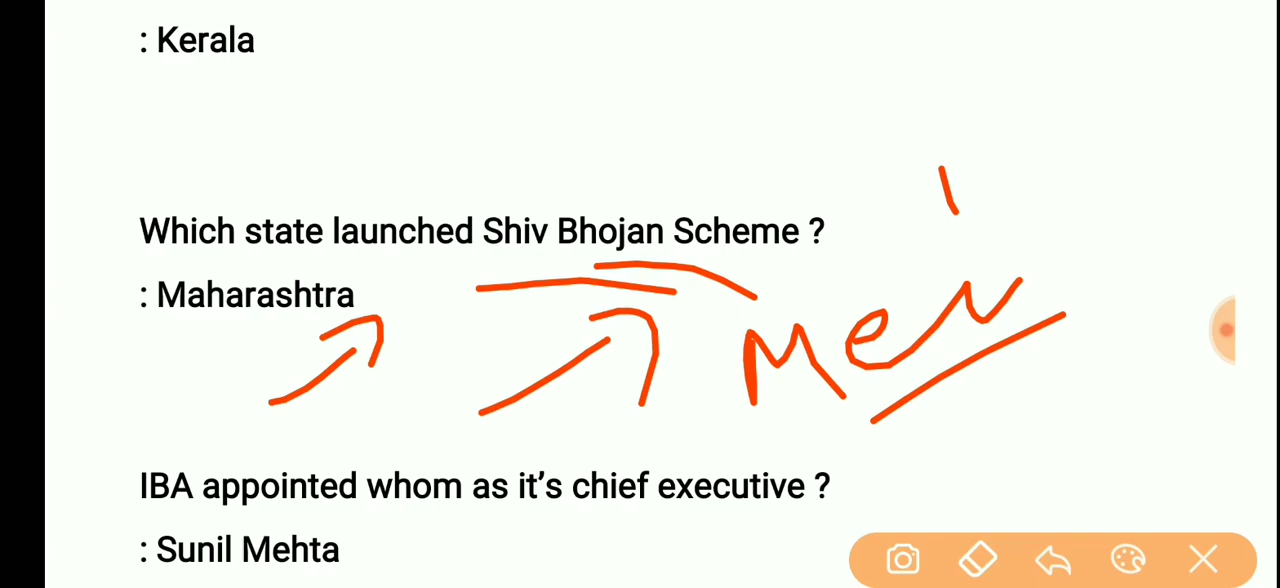 : Kerala
Which state launched Shiv Bhojan Scheme ?
: Maharashtra
IBA appointed whom as it’s chief executive ?
: Sunil Mehta